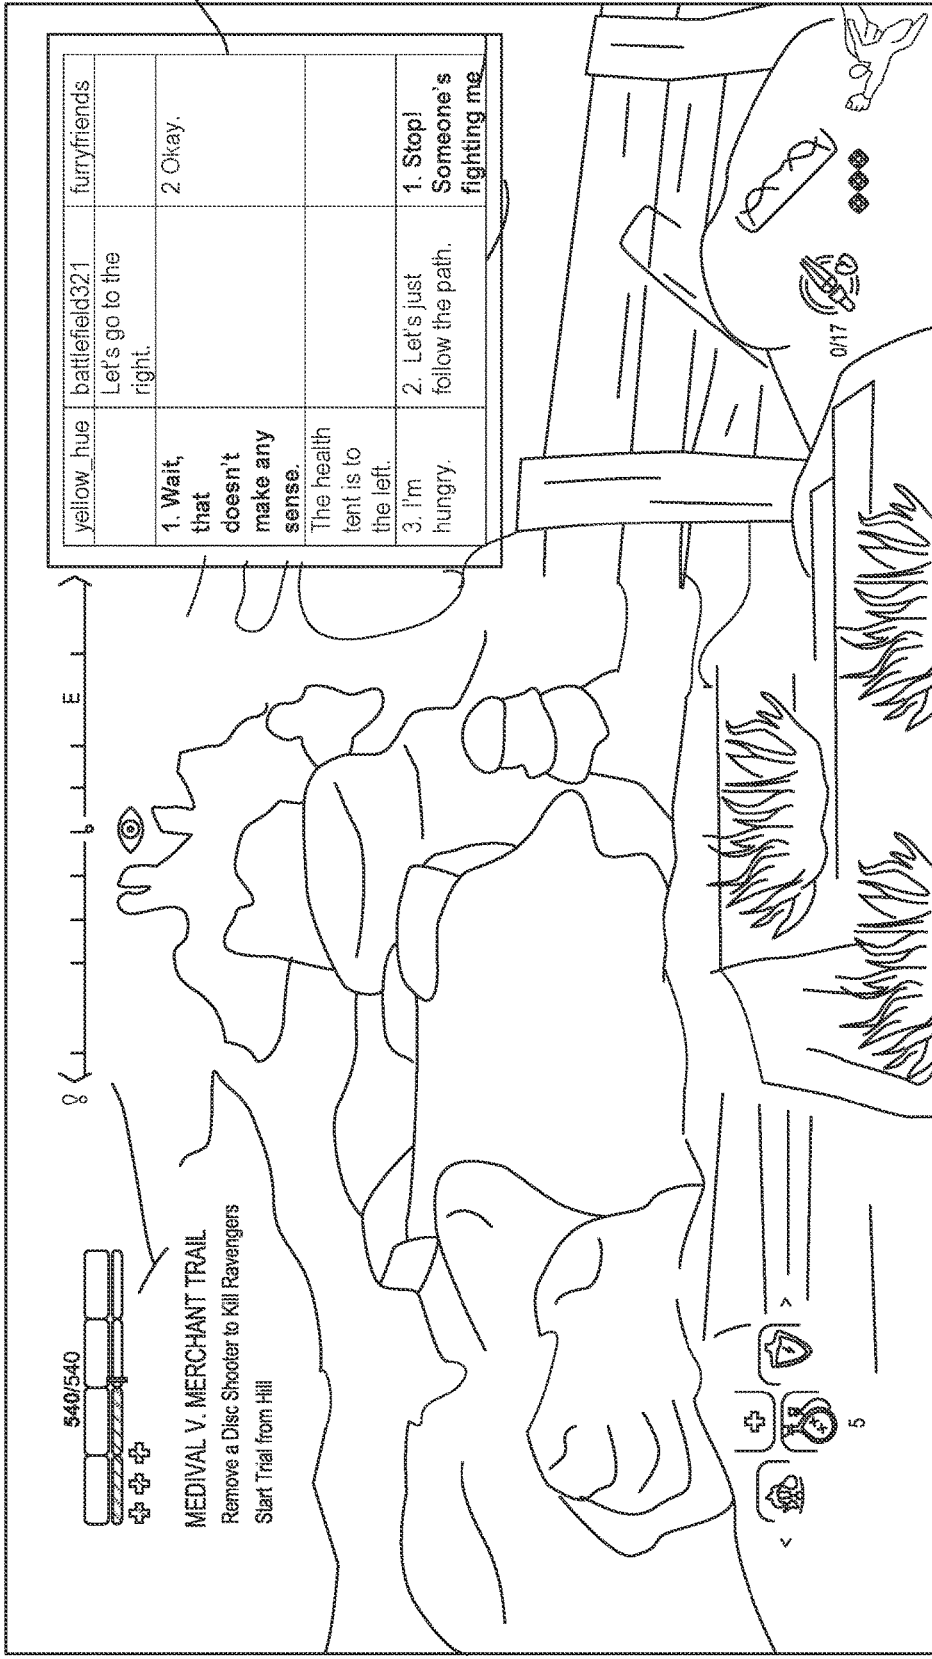 540/540
MEDIVAL V. MERCHANT TRAIL
Remove a Disc Shooter to Kill Ravengers
Start Trial from Hill
E
yellow hue battlefield321 furryfriends
Let's go to the
right.
1. Wait,
that
doesn't
make any
sense.
2 Okay.
The health
tent is to
the left.
3. I'm
hungry.
2. Let's just
follow the path.
1. Stop!
Someone's
fighting me
5
0/17